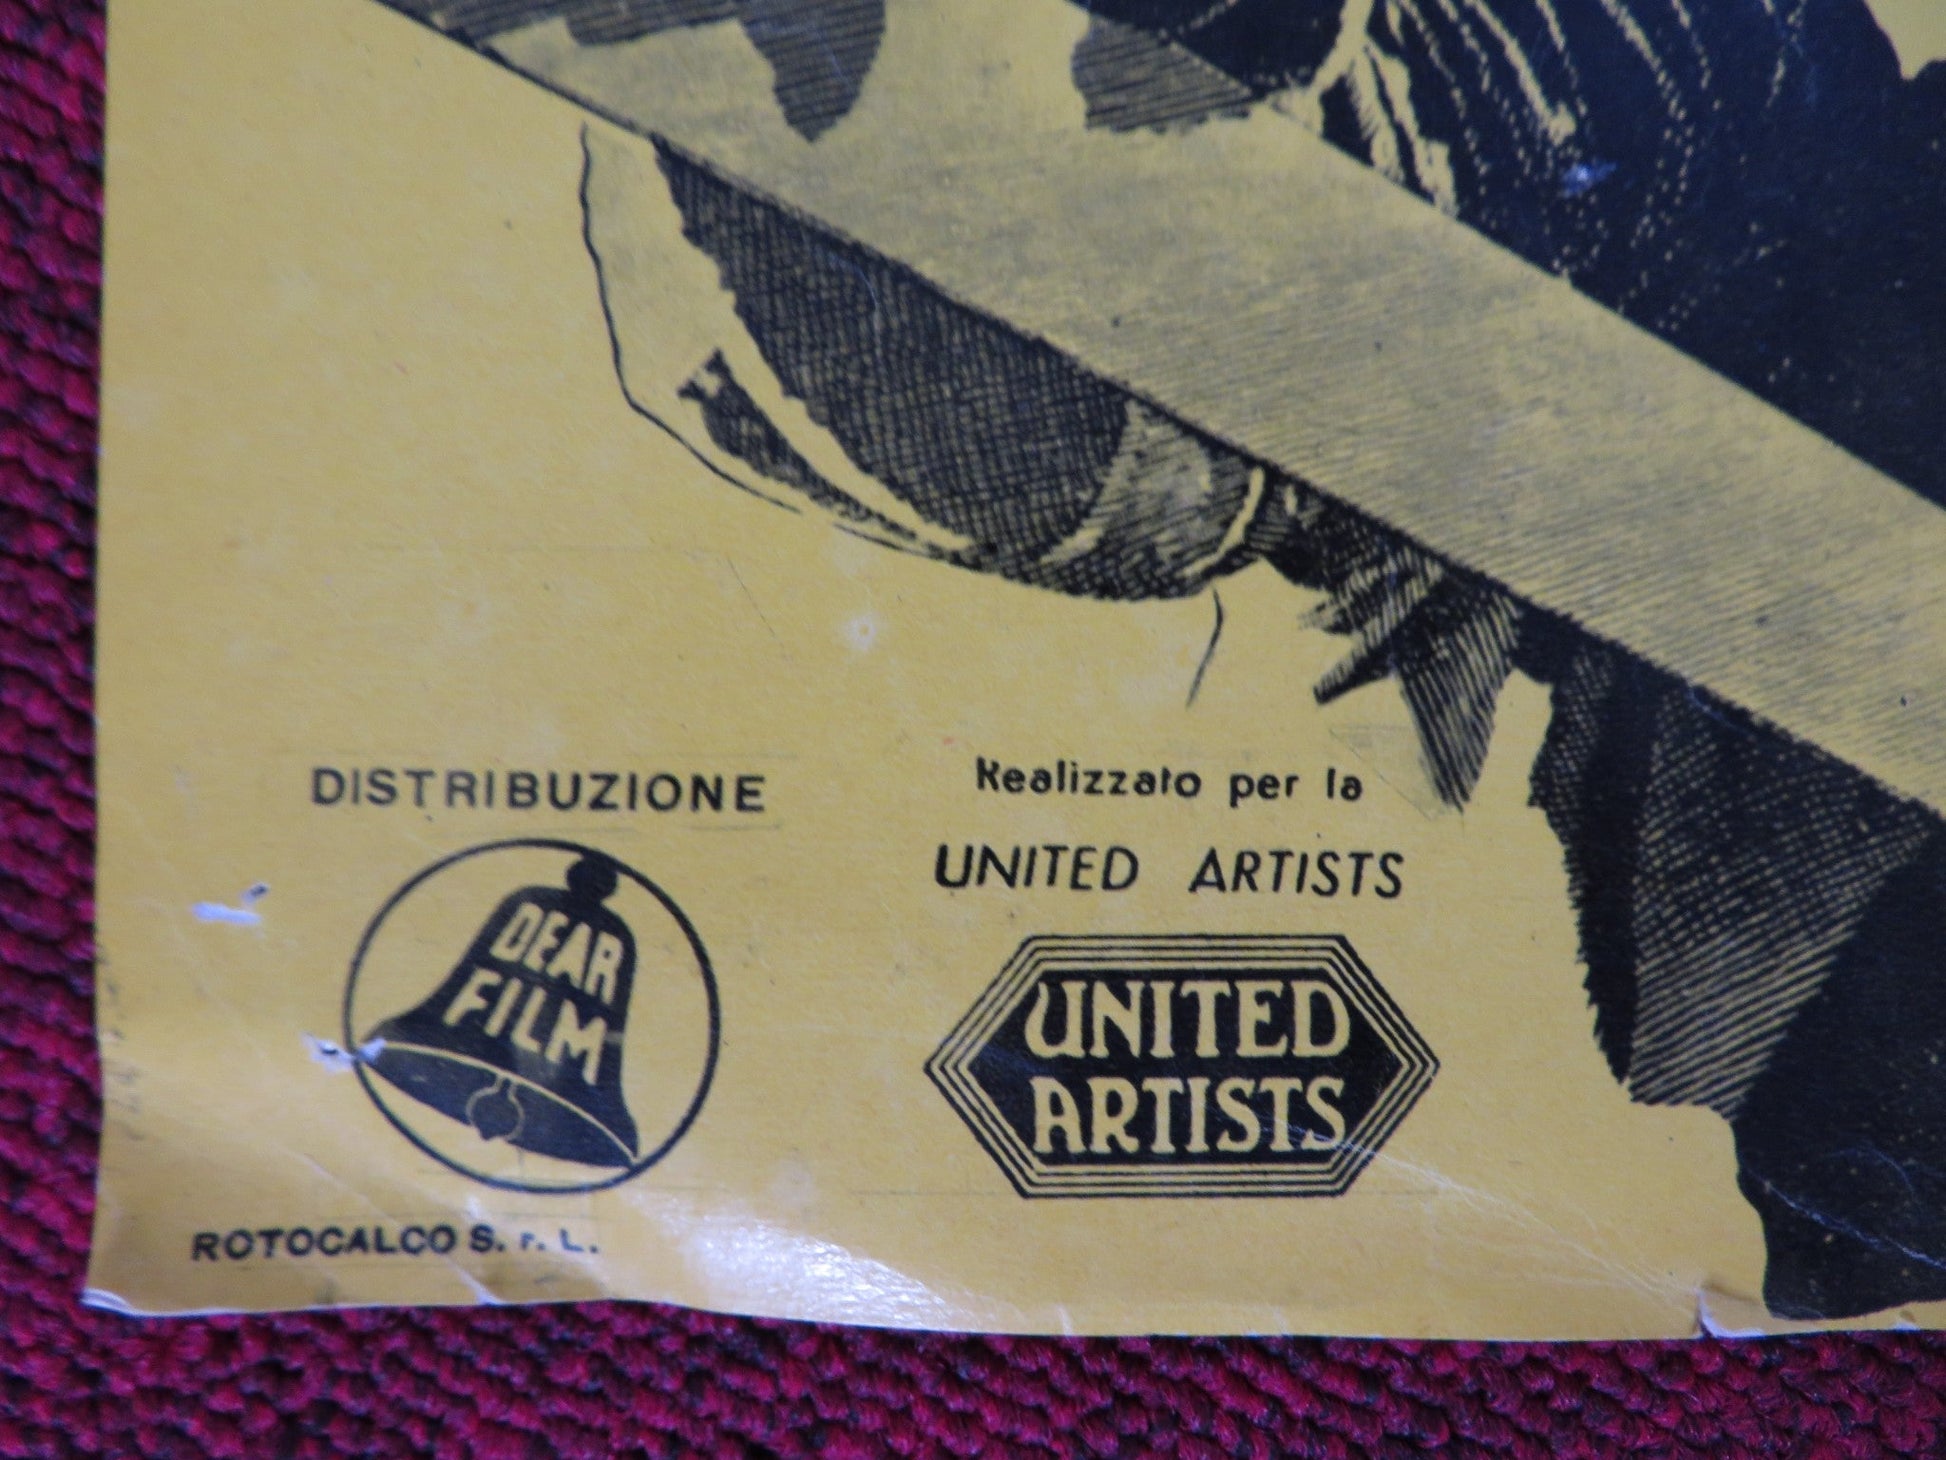 DISTRIBUZIONE
DEAR
FILM
ROTOCALCO S. r. L.
Realizzato per la
UNITED ARTISTS
UNITED
ARTISTS